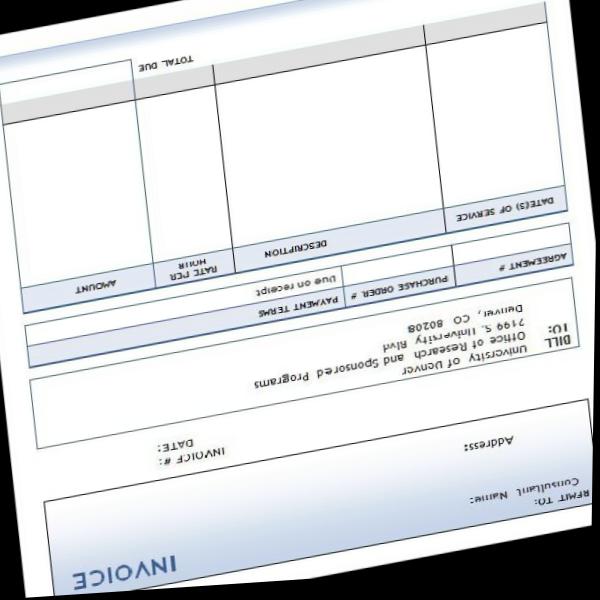 INVOICE
REMIT TO:
Consultant Name:
Address:
INVOICE #:
DATE:
BILL TO:
University of Denver
Office of Research and Sponsored Programs
2199 S. University Blvd
Denver, CO 80208
AGREEMENT # PURCHASE ORDER # PAYMENT TERMS
Due on receipt
DATE(S) OF SERVICE DESCRIPTION RATE PER HOUR AMOUNT
TOTAL DUE